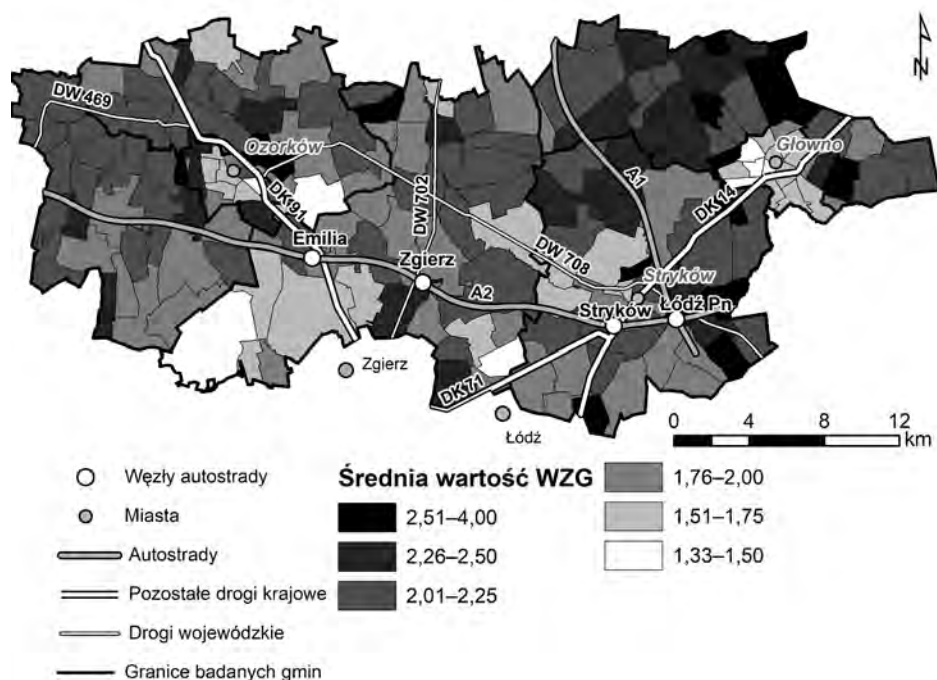 N
DW 469
Ozorków
DW 702
A1
Głowno
DK 14
DK 91
Emilia
Zgierz
DW 708
Stryków
A2
Stryków
Łódź Pn
Zgierz
DK 71
Łódź
0 4 8 12
km
Węzły autostrady
Miasta
Autostrady
Pozostałe drogi krajowe
Drogi wojewódzkie
Granice badanych gmin
Średnia wartość WZG
2,51–4,00
2,26–2,50
2,01–2,25
1,76–2,00
1,51–1,75
1,33–1,50